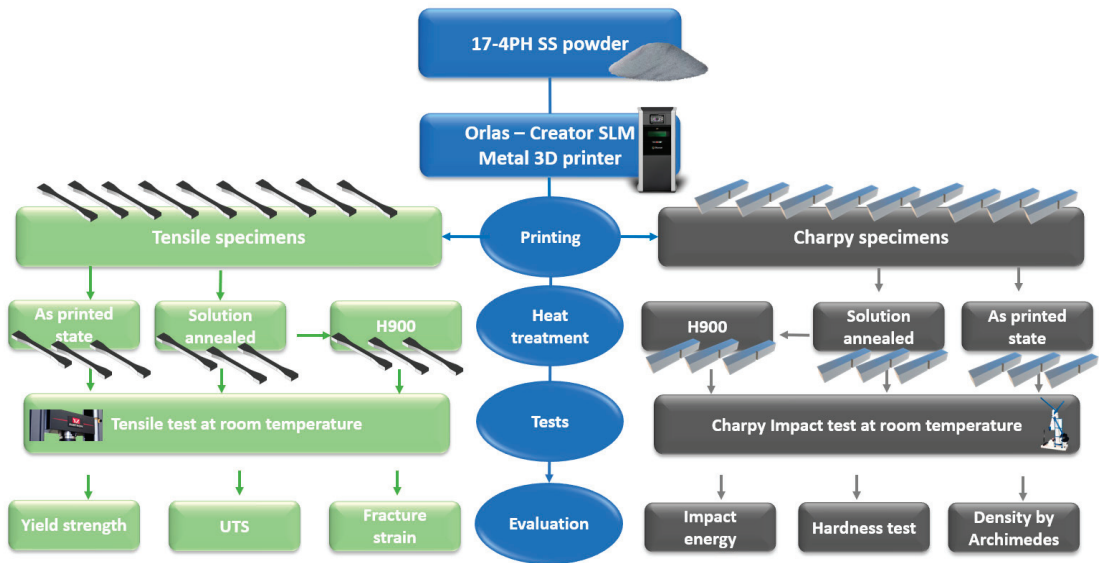 17-4PH SS powder
Orlas – Creator SLM
Metal 3D printer
Tensile specimens
Printing
Charpy specimens
As printed
state
Solution
annealed
H900
Heat
treatment
H900
Solution
annealed
As printed
state
Tensile test at room temperature
Tests
Charpy Impact test at room temperature
Yield strength
UTS
Fracture
strain
Evaluation
Impact
energy
Hardness test
Density by
Archimedes